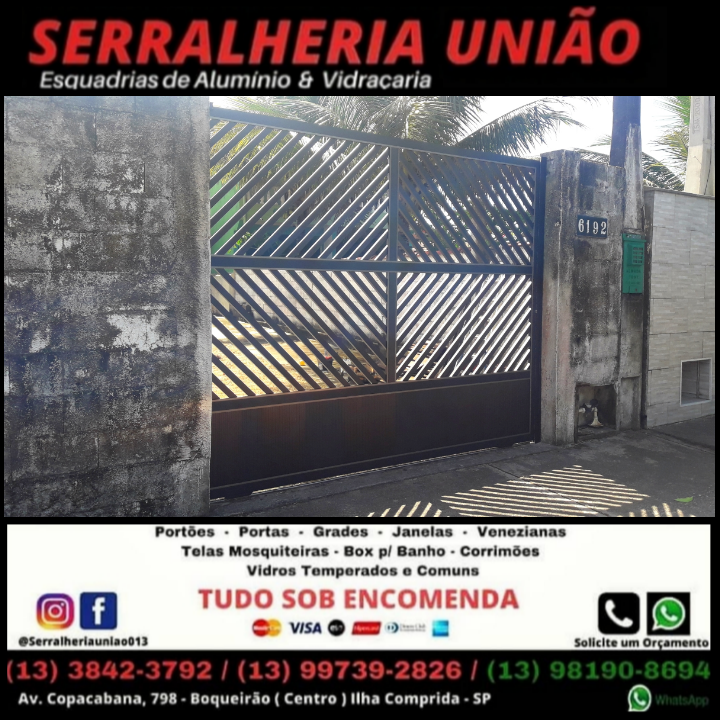 SERRALHERIA UNIÃO
Esquadrias de Alumínio & Vidraçaria
6192
Portões - Portas - Grades - Janelas - Venezianas
Telas Mosquiteiras - Box p/ Banho - Corrimões
Vidros Temperados e Comuns
TUDO SOB ENCOMENDA
VISA
@Serralheriauniao013
Solicite um Orçamento
(13) 3842-3792 / (13) 99739-2826 / (13) 98190-8694
Av. Copacabana, 798 - Boqueirão ( Centro ) Ilha Comprida - SP
WhatsApp